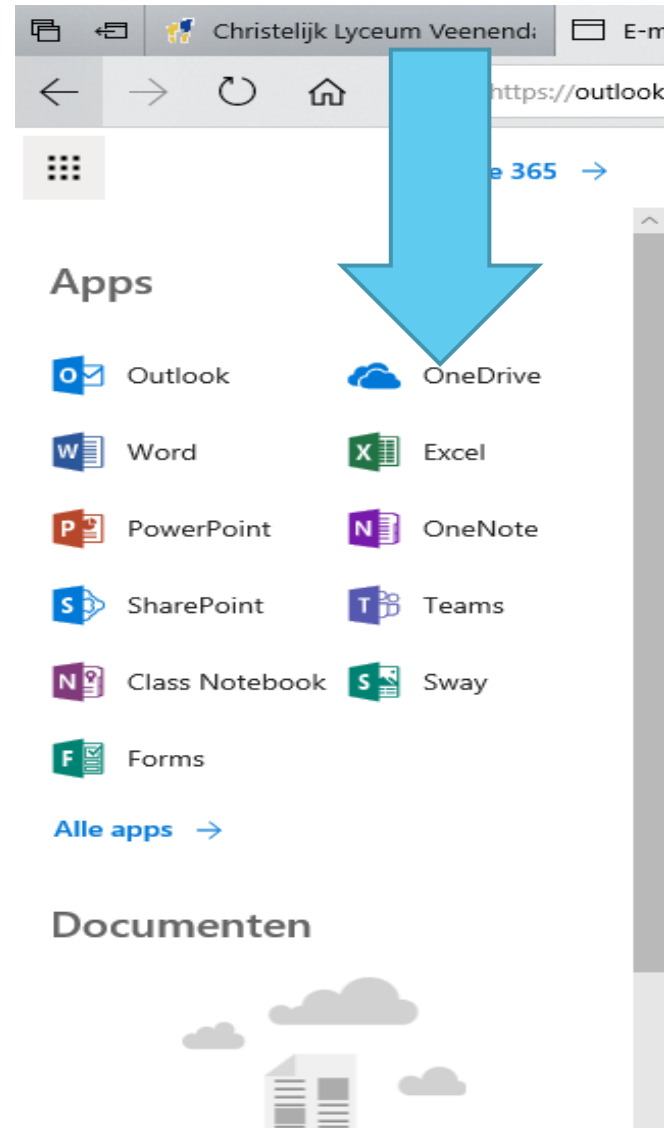 Christelijk Lyceum Veenend
E-m
https://outlook
365 →
Apps
Outlook OneDrive
Word Excel
PowerPoint OneNote
SharePoint Teams
Class Notebook Sway
Forms
Alle apps →
Documenten